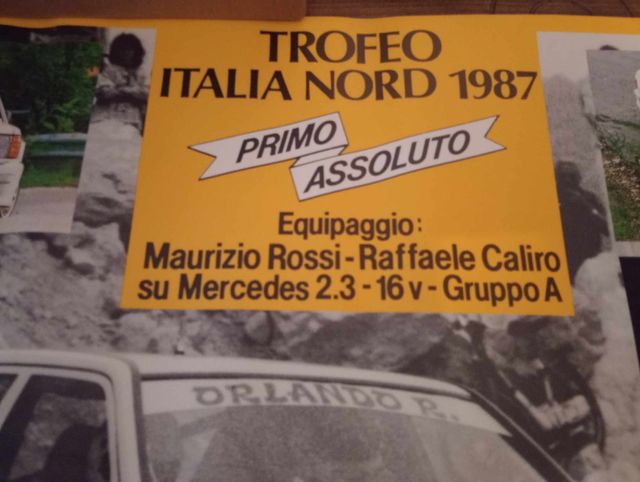 TROFEO
ITALIA NORD 1987
PRIMO
ASSOLUTO
Equipaggio:
Maurizio Rossi - Raffaele Caliro
su Mercedes 2.3 - 16 v - Gruppo A
ORLANDO R.